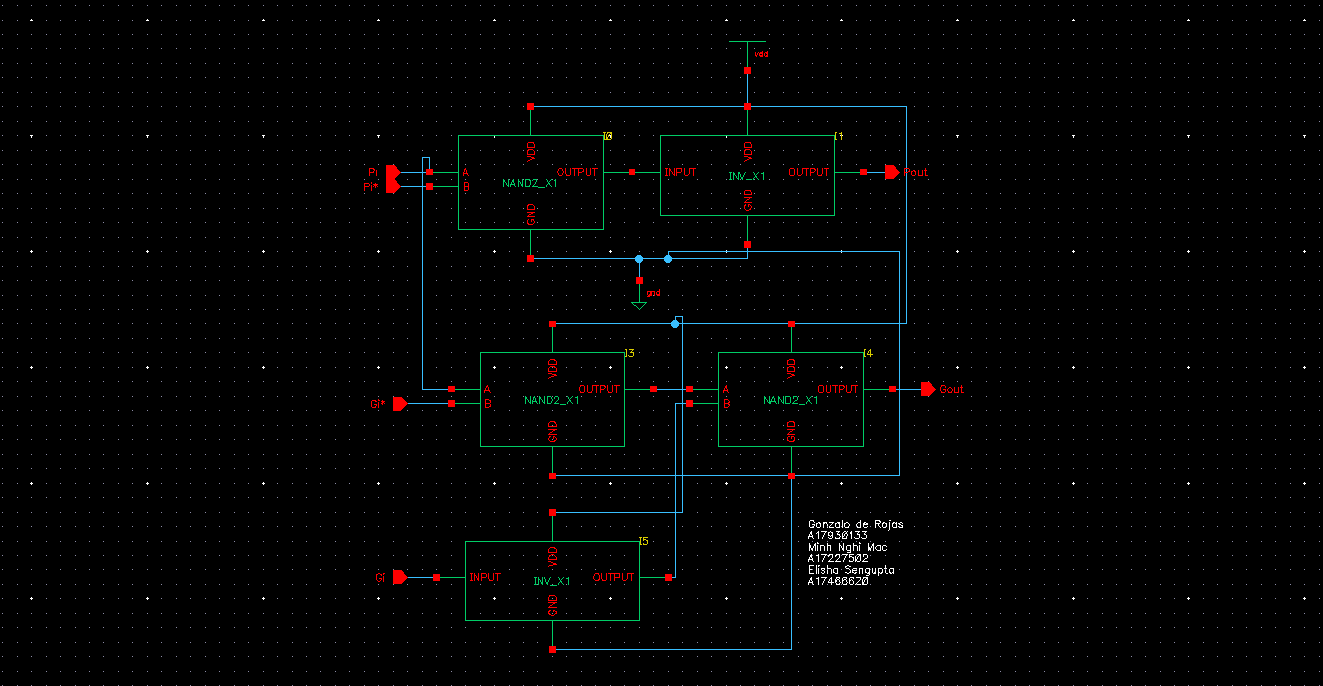 vdd
I0
I1
VDD
VDD
Pi
A
OUTPUT
INPUT
OUTPUT
Pout
NAND2_X1
INV_X1
Pi*
B
GND
GND
gnd
I3
I4
VDD
VDD
A
OUTPUT
A
OUTPUT
Gout
NAND2_X1
NAND2_X1
Gi*
B
B
GND
GND
Gonzalo de Rojas
A17930133
Minh Nghi Mac
A17227502
Elisha Sengupta
A17466620
I5
VDD
Gi
INPUT
OUTPUT
INV_X1
GND